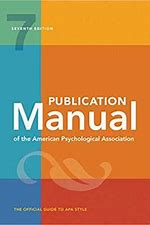 7
SEVENTH EDITION
PUBLICATION
Manual
of the American Psychological Association
THE OFFICIAL GUIDE TO APA STYLE